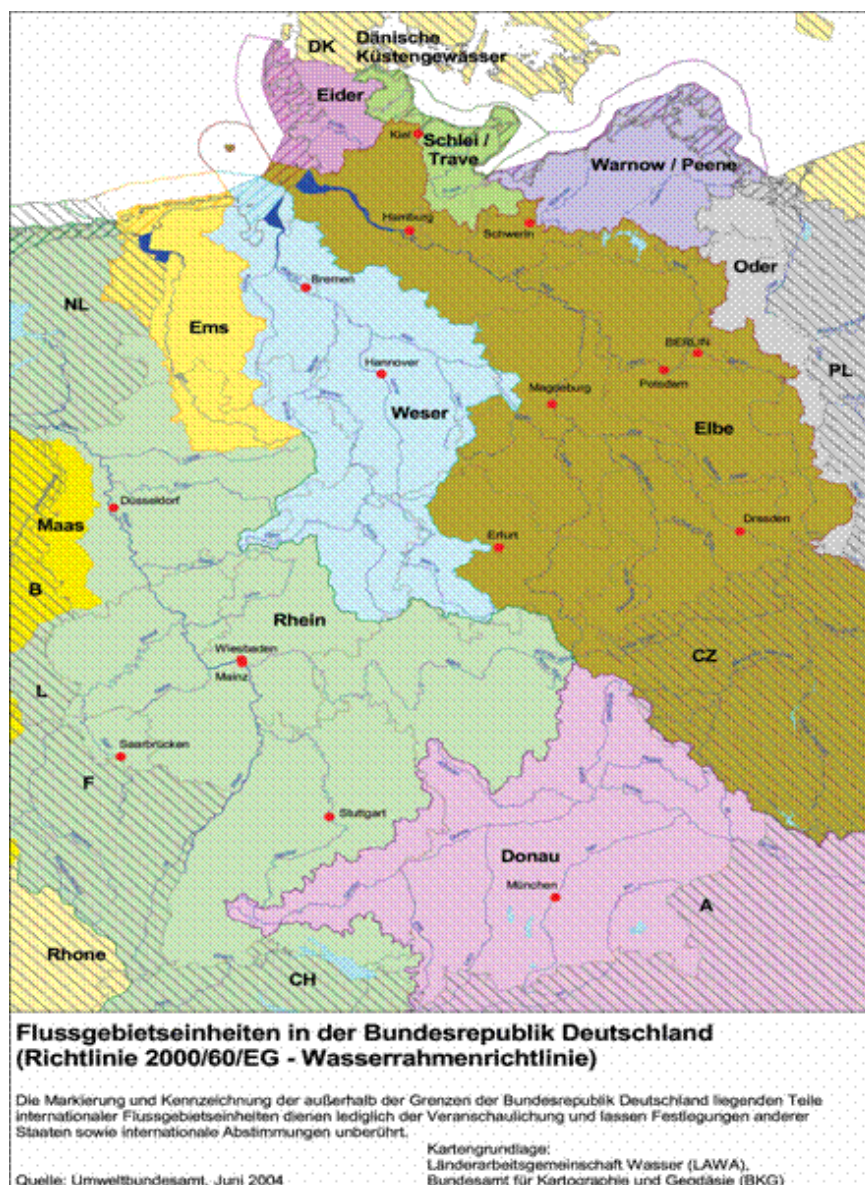 DK
Dänische
Küstengewässer
Eider
Kiel
Schlei /
Trave
Warnow / Peene
Hamburg
Schwerin
Oder
Bremen
NL
Ems
BERLIN
Hannover
PL
Potsdam
Magdeburg
Weser
Elbe
Düsseldorf
Maas
Dresden
Erfurt
B
Rhein
Wiesbaden
CZ
Mainz
L
Saarbrücken
F
Stuttgart
Donau
München
A
Rhone
CH
Flussgebietseinheiten in der Bundesrepublik Deutschland
(Richtlinie 2000/60/EG - Wasserrahmenrichtlinie)
Die Markierung und Kennzeichnung der außerhalb der Grenzen der Bundesrepublik Deutschland liegenden Teile
internationaler Flussgebietseinheiten dienen lediglich der Veranschaulichung und lassen Festlegungen anderer
Staaten sowie internationale Abstimmungen unberührt.
Kartengrundlage:
Länderarbeitsgemeinschaft Wasser (LAWA),
Quelle: Umweltbundesamt, Juni 2004
Bundesamt für Kartographie und Geodäsie (BKG)